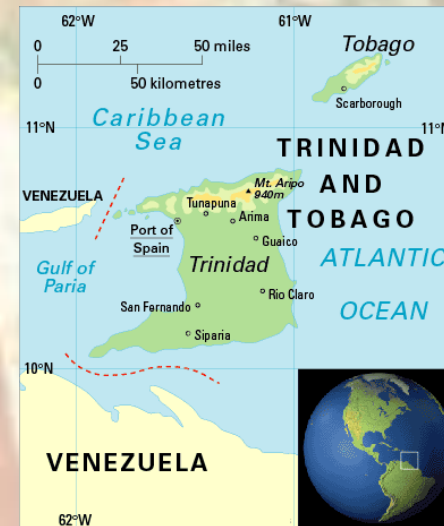 62°W
61°W
0 25 50 miles
0 50 kilometres
Tobago
Scarborough
11°N
11°N
Caribbean
Sea
TRINIDAD
AND
TOBAGO
Mt. Aripo
940m
VENEZUELA
Tunapuna
Arima
Port of
Spain
Guaico
Gulf of
Paria
Trinidad
ATLANTIC
OCEAN
Rio Claro
San Fernando
Siparia
10°N
VENEZUELA
62°W